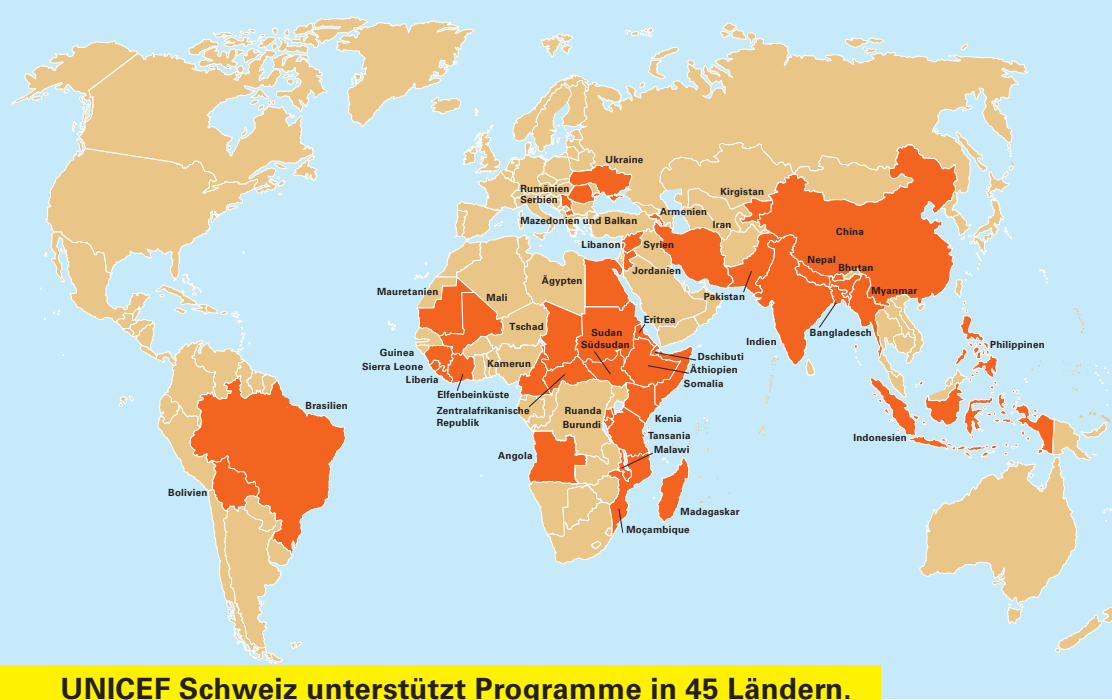 Ukraine
Rumänien
Serbien
Mazedonien und Balkan
Kirgistan
Armenien
Iran
China
Libanon
Syrien
Jordanien
Nepal
Bhutan
Pakistan
Myanmar
Bangladesch
Indien
Philippinen
Indonesien
Mauretanien
Mali
Ägypten
Tschad
Sudan
Südsudan
Eritrea
Guinea
Sierra Leone
Liberia
Kamerun
Elfenbeinküste
Zentralafrikanische
Republik
Dschibuti
Äthiopien
Somalia
Ruanda
Burundi
Kenia
Tansania
Malawi
Angola
Madagaskar
Moçambique
Brasilien
Bolivien
UNICEF Schweiz unterstützt Programme in 45 Ländern.